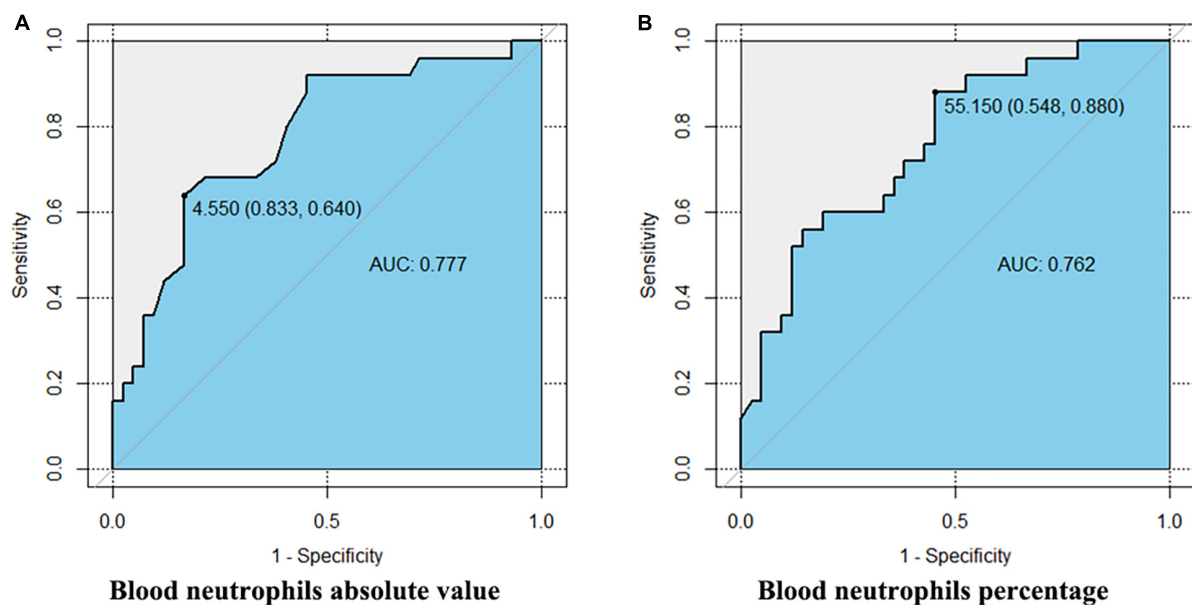 A
1.0
0.8
0.6
0.4
0.2
0.0
Sensitivity
4.550 (0.833, 0.640)
AUC: 0.777
0.0 0.5 1.0
1 - Specificity
Blood neutrophils absolute value
B
1.0
0.8
0.6
0.4
0.2
0.0
Sensitivity
55.150 (0.548, 0.880)
AUC: 0.762
0.0 0.5 1.0
1 - Specificity
Blood neutrophils percentage